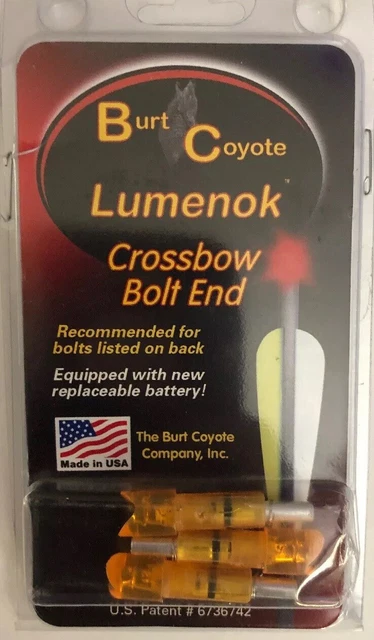 Burt
Coyote
Lumenok
Crossbow
Bolt End
Recommended for
bolts listed on back
Equipped with new
replaceable battery!
Made in USA
The Burt Coyote
Company, Inc.
U.S. Patent # 6736742